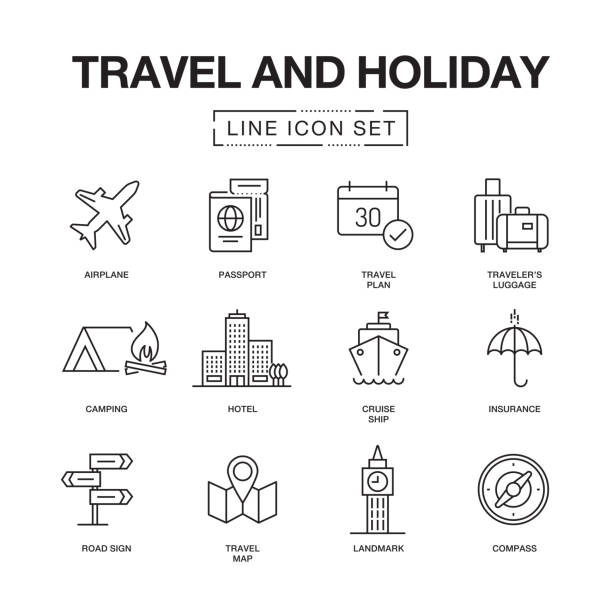 TRAVEL AND HOLIDAY
LINE ICON SET
30
AIRPLANE
PASSPORT
TRAVEL
PLAN
TRAVELER'S
LUGGAGE
CAMPING
HOTEL
CRUISE
SHIP
INSURANCE
ROAD SIGN
TRAVEL
MAP
LANDMARK
COMPASS